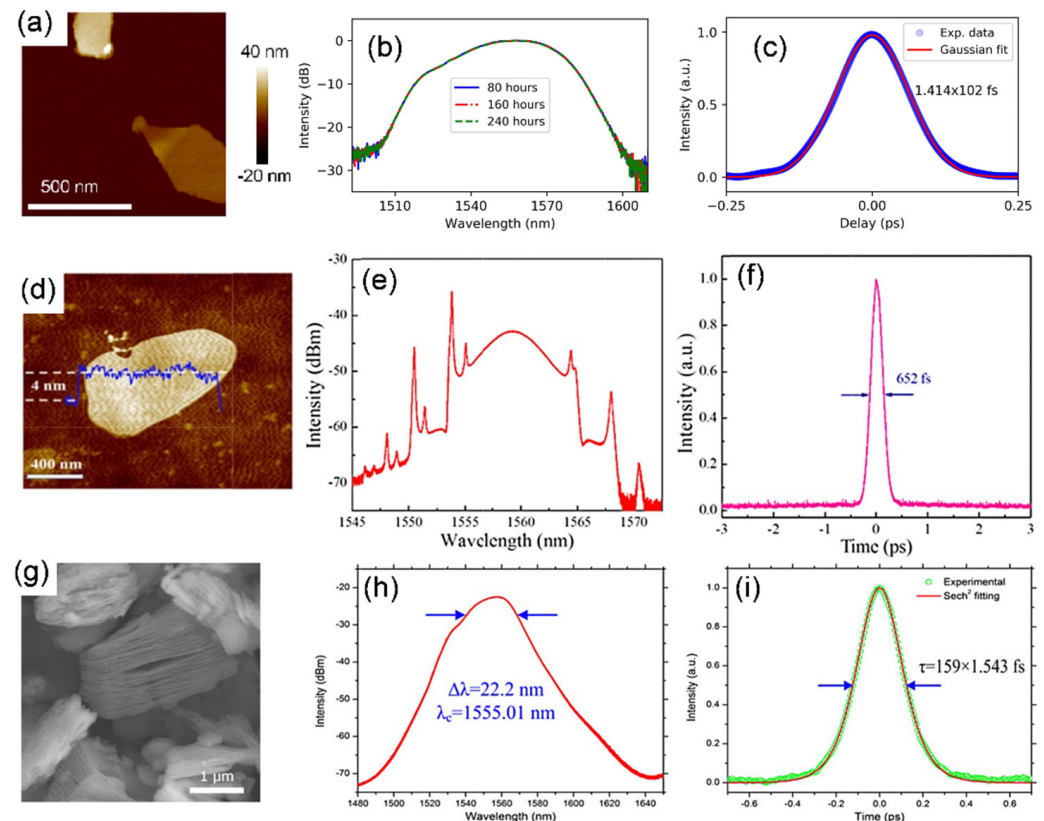 (a)
40 nm
-20 nm
500 nm
(b)
Intensity (dB)
0
−10
−20
−30
80 hours
160 hours
240 hours
1510
1540
1570
1600
Wavelength (nm)
(c)
Intensity (a.u.)
1.0
0.5
0.0
Exp. data
Gaussian fit
1.414x102 fs
−0.25
0.00
0.25
Delay (ps)
(d)
4 nm
400 nm
(e)
Intensity (dBm)
-30
-40
-50
-60
-70
1545
1550
1555
1560
1565
1570
Wavelength (nm)
(f)
Intensity (a.u.)
1.0
0.8
0.6
0.4
0.2
0.0
652 fs
-3
-2
-1
0
1
2
3
Time (ps)
(g)
1 μm
(h)
Intensity (dBm)
-20
-30
-40
-50
-60
-70
Δλ=22.2 nm
λc=1555.01 nm
1480
1500
1520
1540
1560
1580
1600
1620
1640
Wavelength (nm)
(i)
Intensity (a.u.)
1.0
0.8
0.6
0.4
0.2
0.0
Experimental
Sech² fitting
τ=159×1.543 fs
-0.6
-0.4
-0.2
0.0
0.2
0.4
0.6
Time (ps)